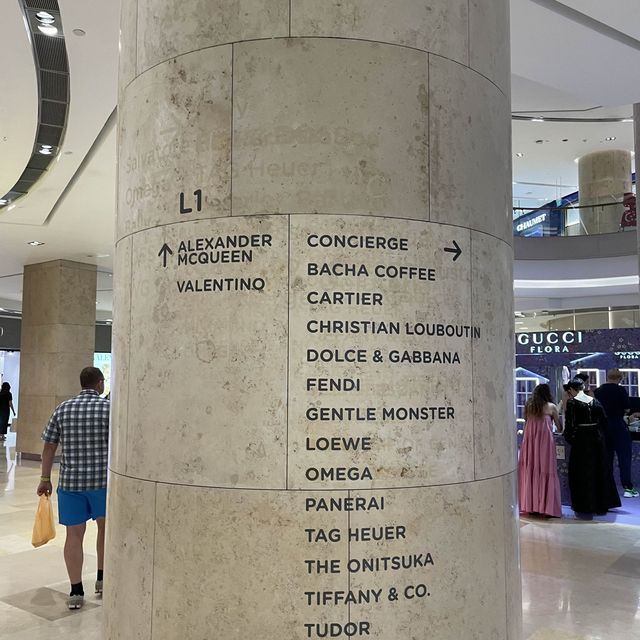 L1
↑ ALEXANDER
MCQUEEN
VALENTINO
CONCIERGE →
BACHA COFFEE
CARTIER
CHRISTIAN LOUBOUTIN
DOLCE & GABBANA
FENDI
GENTLE MONSTER
LOEWE
OMEGA
PANERAI
TAG HEUER
THE ONITSUKA
TIFFANY & CO.
TUDOR
CHAUMET
GUCCI
FLORA